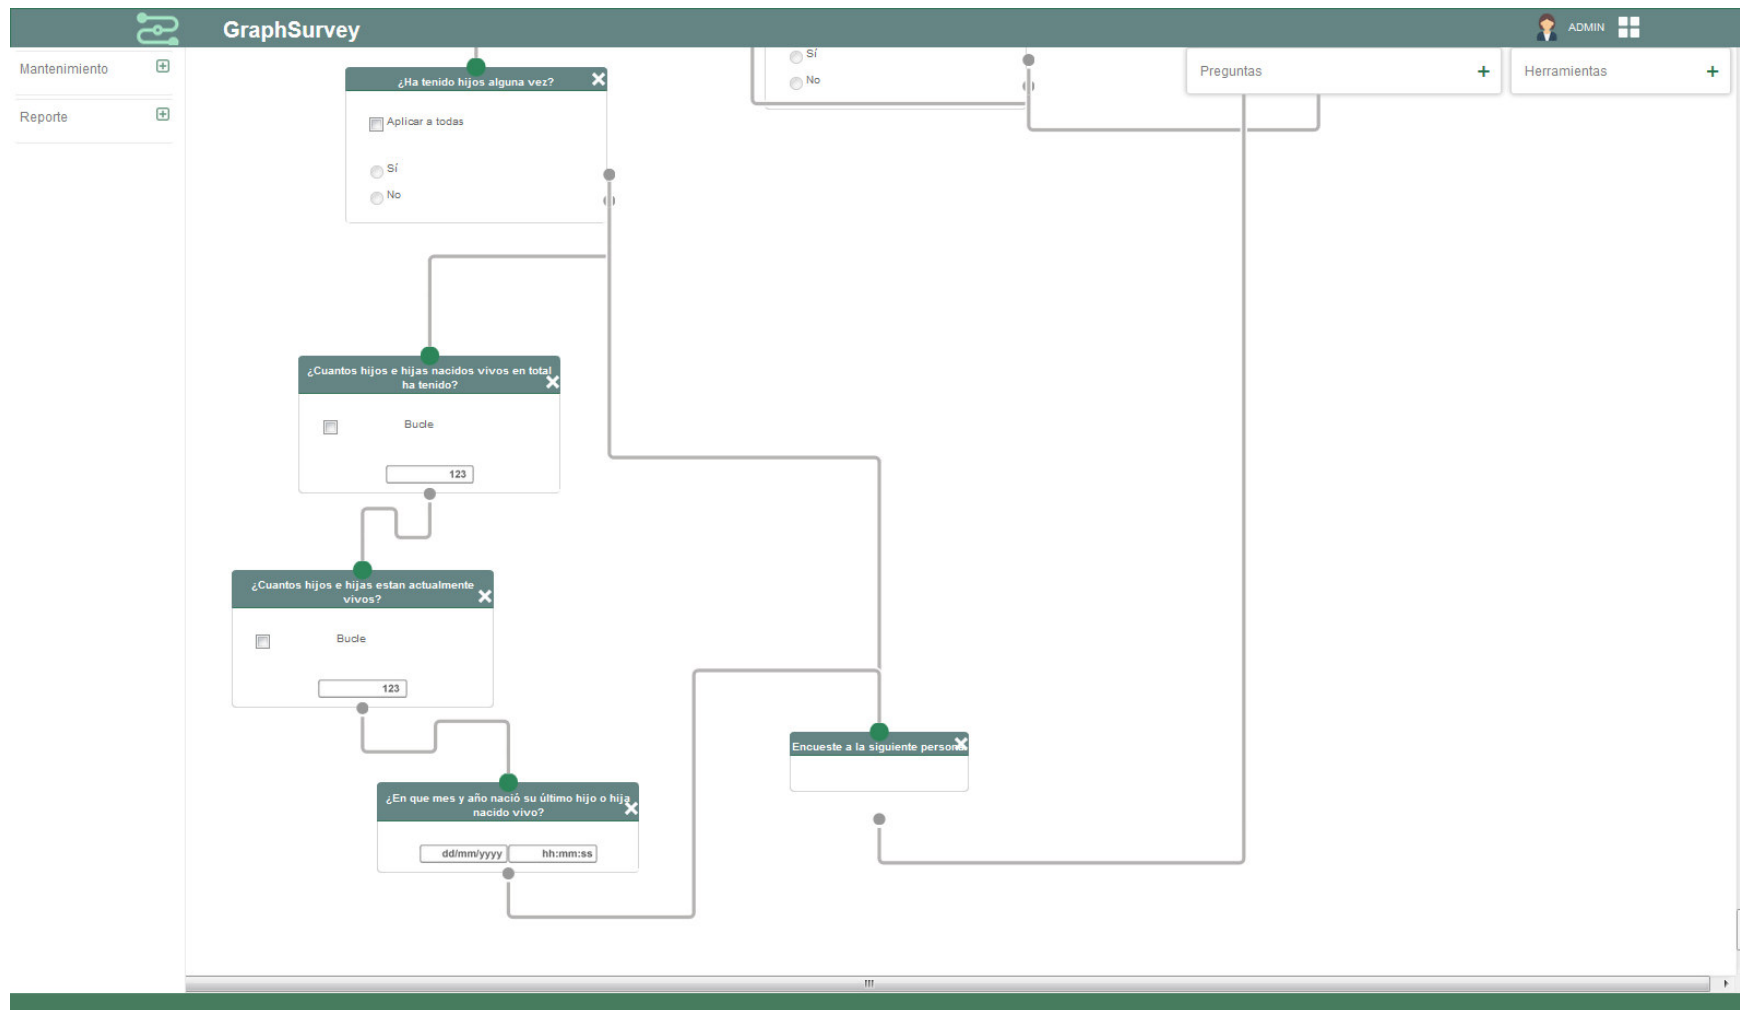 GraphSurvey
ADMIN
Mantenimiento
Reporte
Preguntas
Herramientas
Sí
No
¿Ha tenido hijos alguna vez?
Aplicar a todas
Sí
No
¿Cuantos hijos e hijas nacidos vivos en total
ha tenido?
Bucle
123
¿Cuantos hijos e hijas estan actualmente
vivos?
Bucle
123
¿En que mes y año nació su último hijo o hija
nacido vivo?
dd/mm/yyyy
hh:mm:ss
Encueste a la siguiente persona